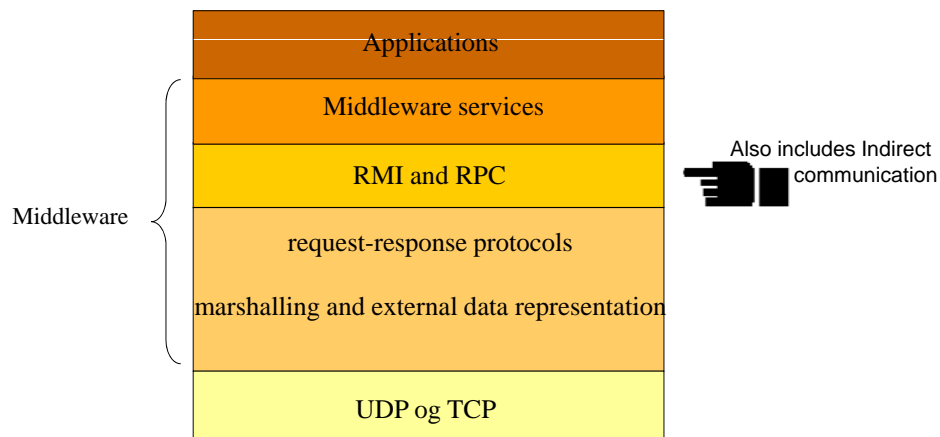 Applications
Middleware services
Also includes Indirect
communication
RMI and RPC
Middleware
request-response protocols
marshalling and external data representation
UDP og TCP